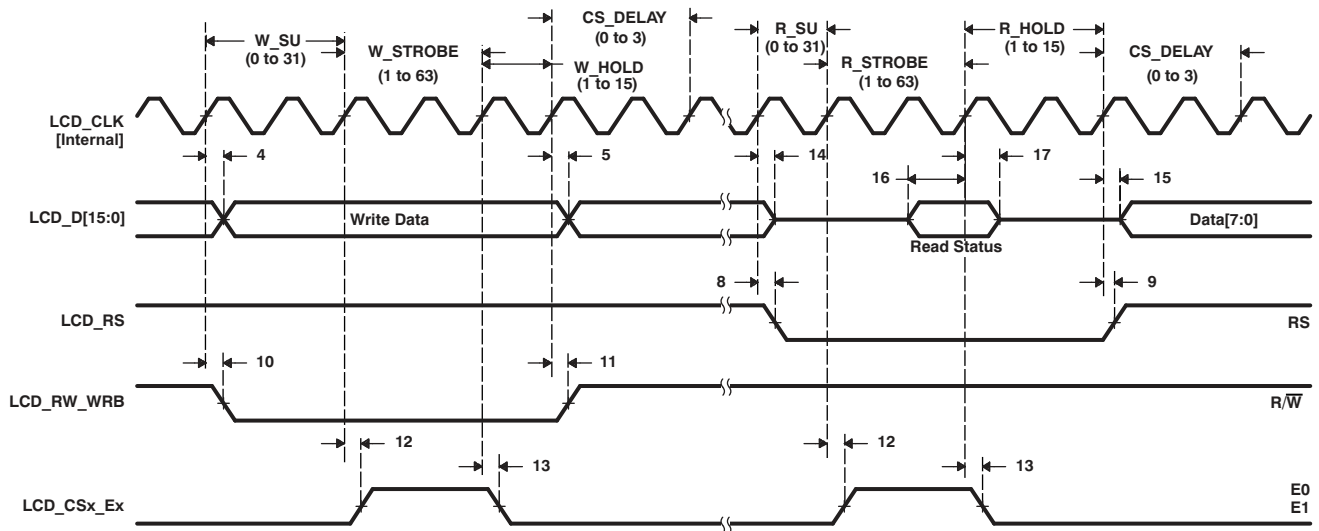 CS_DELAY
(0 to 3)
R_SU
(0 to 31)
R_HOLD
(1 to 15)
W_SU
(0 to 31)
W_STROBE
(1 to 63)
W_HOLD
(1 to 15)
R_STROBE
(1 to 63)
CS_DELAY
(0 to 3)
LCD_CLK
[Internal]
4
5
14
17
16
15
LCD_D[15:0]
Write Data
Read Status
Data[7:0]
8
9
LCD_RS
RS
10
11
LCD_RW_WRB
R/W̅
12
13
12
13
LCD_CSx_Ex
E0
E1